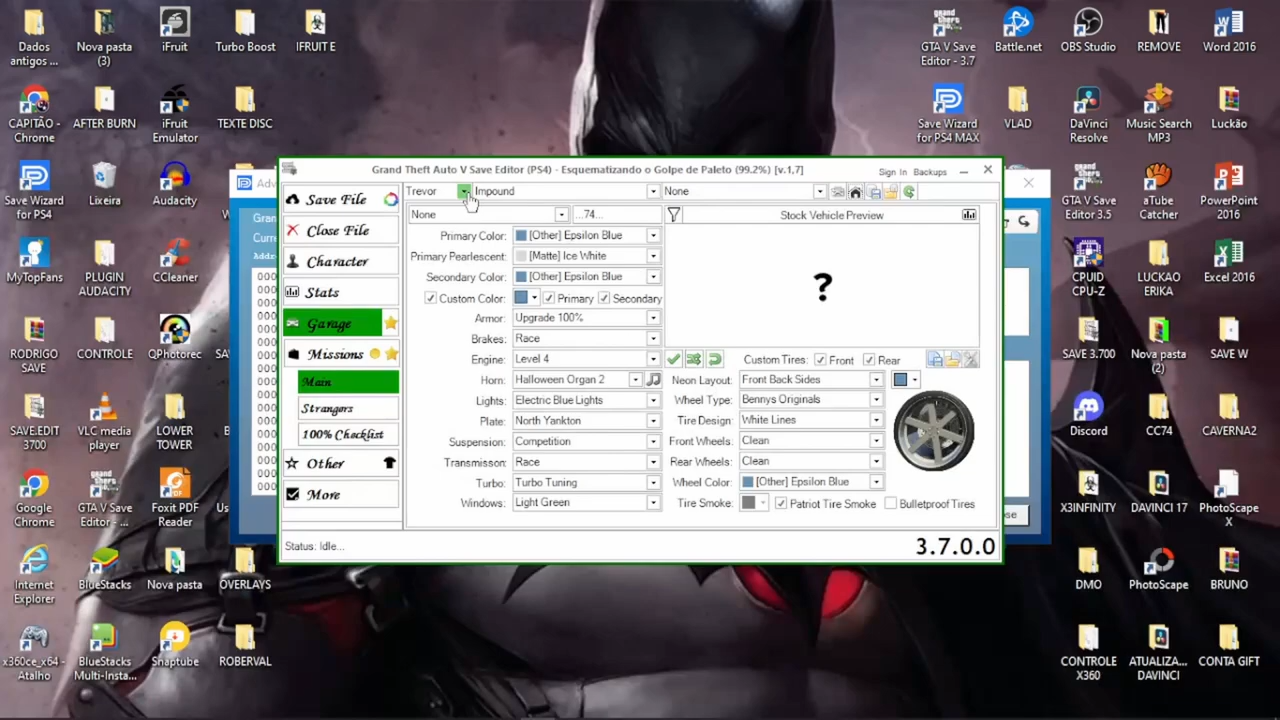 Dados
antigos ...
Nova pasta
(3)
iFruit
Turbo Boost
IFRUIT E
GTA V Save
Editor - 3.7
Battle.net
OBS Studio
REMOVE
Word 2016
CAPITÃO -
Chrome
AFTER BURN
iFruit
Emulator
TEXTE DISC
Save Wizard
for PS4 MAX
VLAD
DaVinci
Resolve
Music Search
MP3
Luckão
Save Wizard
for PS4
Lixeira
Audacity
GTA V Save
Editor 3.5
aTube
Catcher
PowerPoint
2016
MyTopFans
PLUGIN
AUDACITY
CCleaner
CPUID
CPU-Z
LUCKAO
ERIKA
Excel 2016
RODRIGO
SAVE
CONTROLE
QPhotorec
SAVE 3.700
Nova pasta
(2)
SAVE W
SAVE.EDIT
3700
VLC media
player
LOWER
TOWER
Discord
CC74
CAVERNA2
Google
Chrome
GTA V Save
Editor - ...
Foxit PDF
Reader
X3INFINITY
DAVINCI 17
PhotoScape
X
Internet
Explorer
BlueStacks
Nova pasta
OVERLAYS
DMO
PhotoScape
BRUNO
x360ce_x64 -
Atalho
BlueStacks
Multi-Insta...
Snaptube
ROBERVAL
CONTROLE
X360
ATUALIZA...
DAVINCI
CONTA GIFT
Grand Theft Auto V Save Editor (PS4) - Esquematizando o Golpe de Paleto (99.2%) [v.1,7]
Sign In
Backups
Save File
Close File
Character
Stats
Garage
Missions
Main
Strangers
100% Checklist
Other
More
Trevor
Impound
None
None
...74...
Stock Vehicle Preview
?
Primary Color: [Other] Epsilon Blue
Primary Pearlescent: [Matte] Ice White
Secondary Color: [Other] Epsilon Blue
Custom Color: Primary Secondary
Armor: Upgrade 100%
Brakes: Race
Engine: Level 4
Horn: Halloween Organ 2
Lights: Electric Blue Lights
Plate: North Yankton
Suspension: Competition
Transmisson: Race
Turbo: Turbo Tuning
Windows: Light Green
Custom Tires: Front Rear
Neon Layout: Front Back Sides
Wheel Type: Bennys Originals
Tire Design: White Lines
Front Wheels: Clean
Rear Wheels: Clean
Wheel Color: [Other] Epsilon Blue
Tire Smoke: Patriot Tire Smoke Bulletproof Tires
Status: Idle...
3.7.0.0